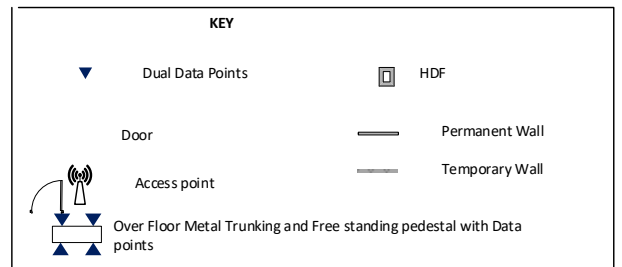 KEY
Dual Data Points
HDF
Door
Permanent Wall
Access point
Temporary Wall
Over Floor Metal Trunking and Free standing pedestal with Data
points